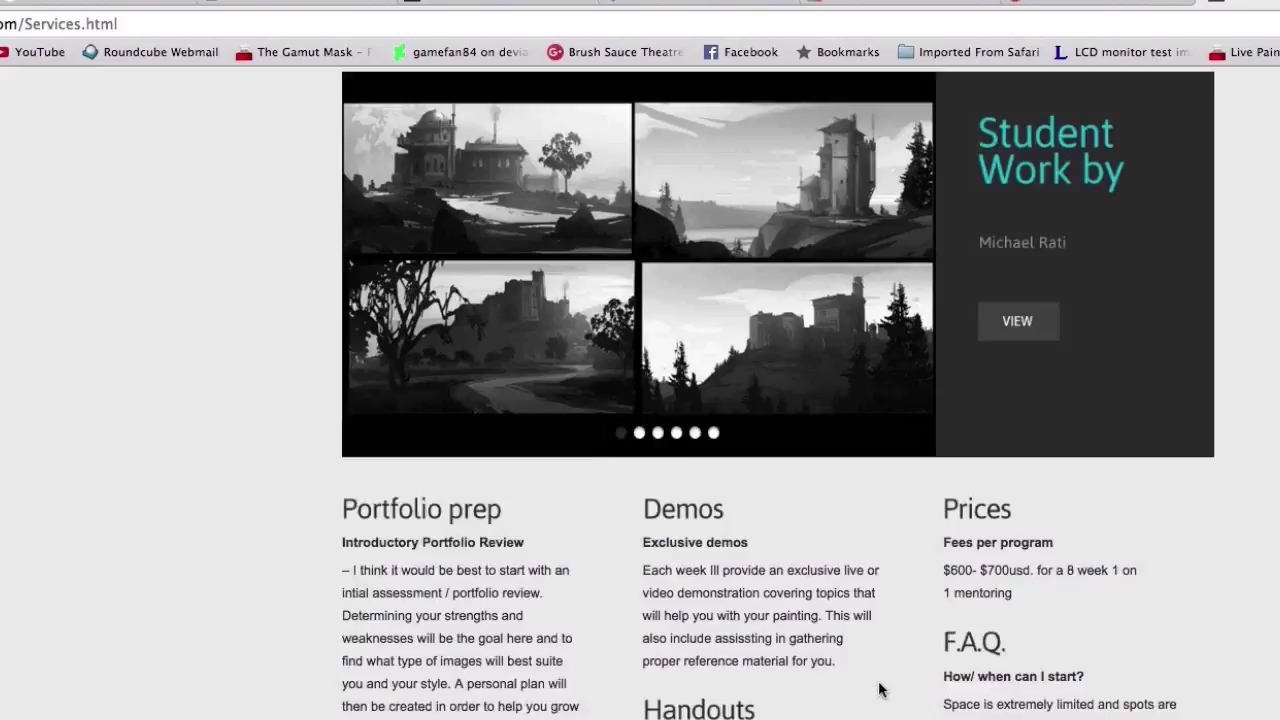 om/Services.html
YouTube Roundcube Webmail The Gamut Mask – F gamefan84 on devia Brush Sauce Theatre Facebook Bookmarks Imported From Safari LCD monitor test im Live Pain
Student
Work by
Michael Rati
VIEW
Portfolio prep
Introductory Portfolio Review
– I think it would be best to start with an
intial assessment / portfolio review.
Determining your strengths and
weaknesses will be the goal here and to
find what type of images will best suite
you and your style. A personal plan will
then be created in order to help you grow
Demos
Exclusive demos
Each week Ill provide an exclusive live or
video demonstration covering topics that
will help you with your painting. This will
also include assissting in gathering
proper reference material for you.
Handouts
Prices
Fees per program
$600- $700usd. for a 8 week 1 on
1 mentoring
F.A.Q.
How/ when can I start?
Space is extremely limited and spots are